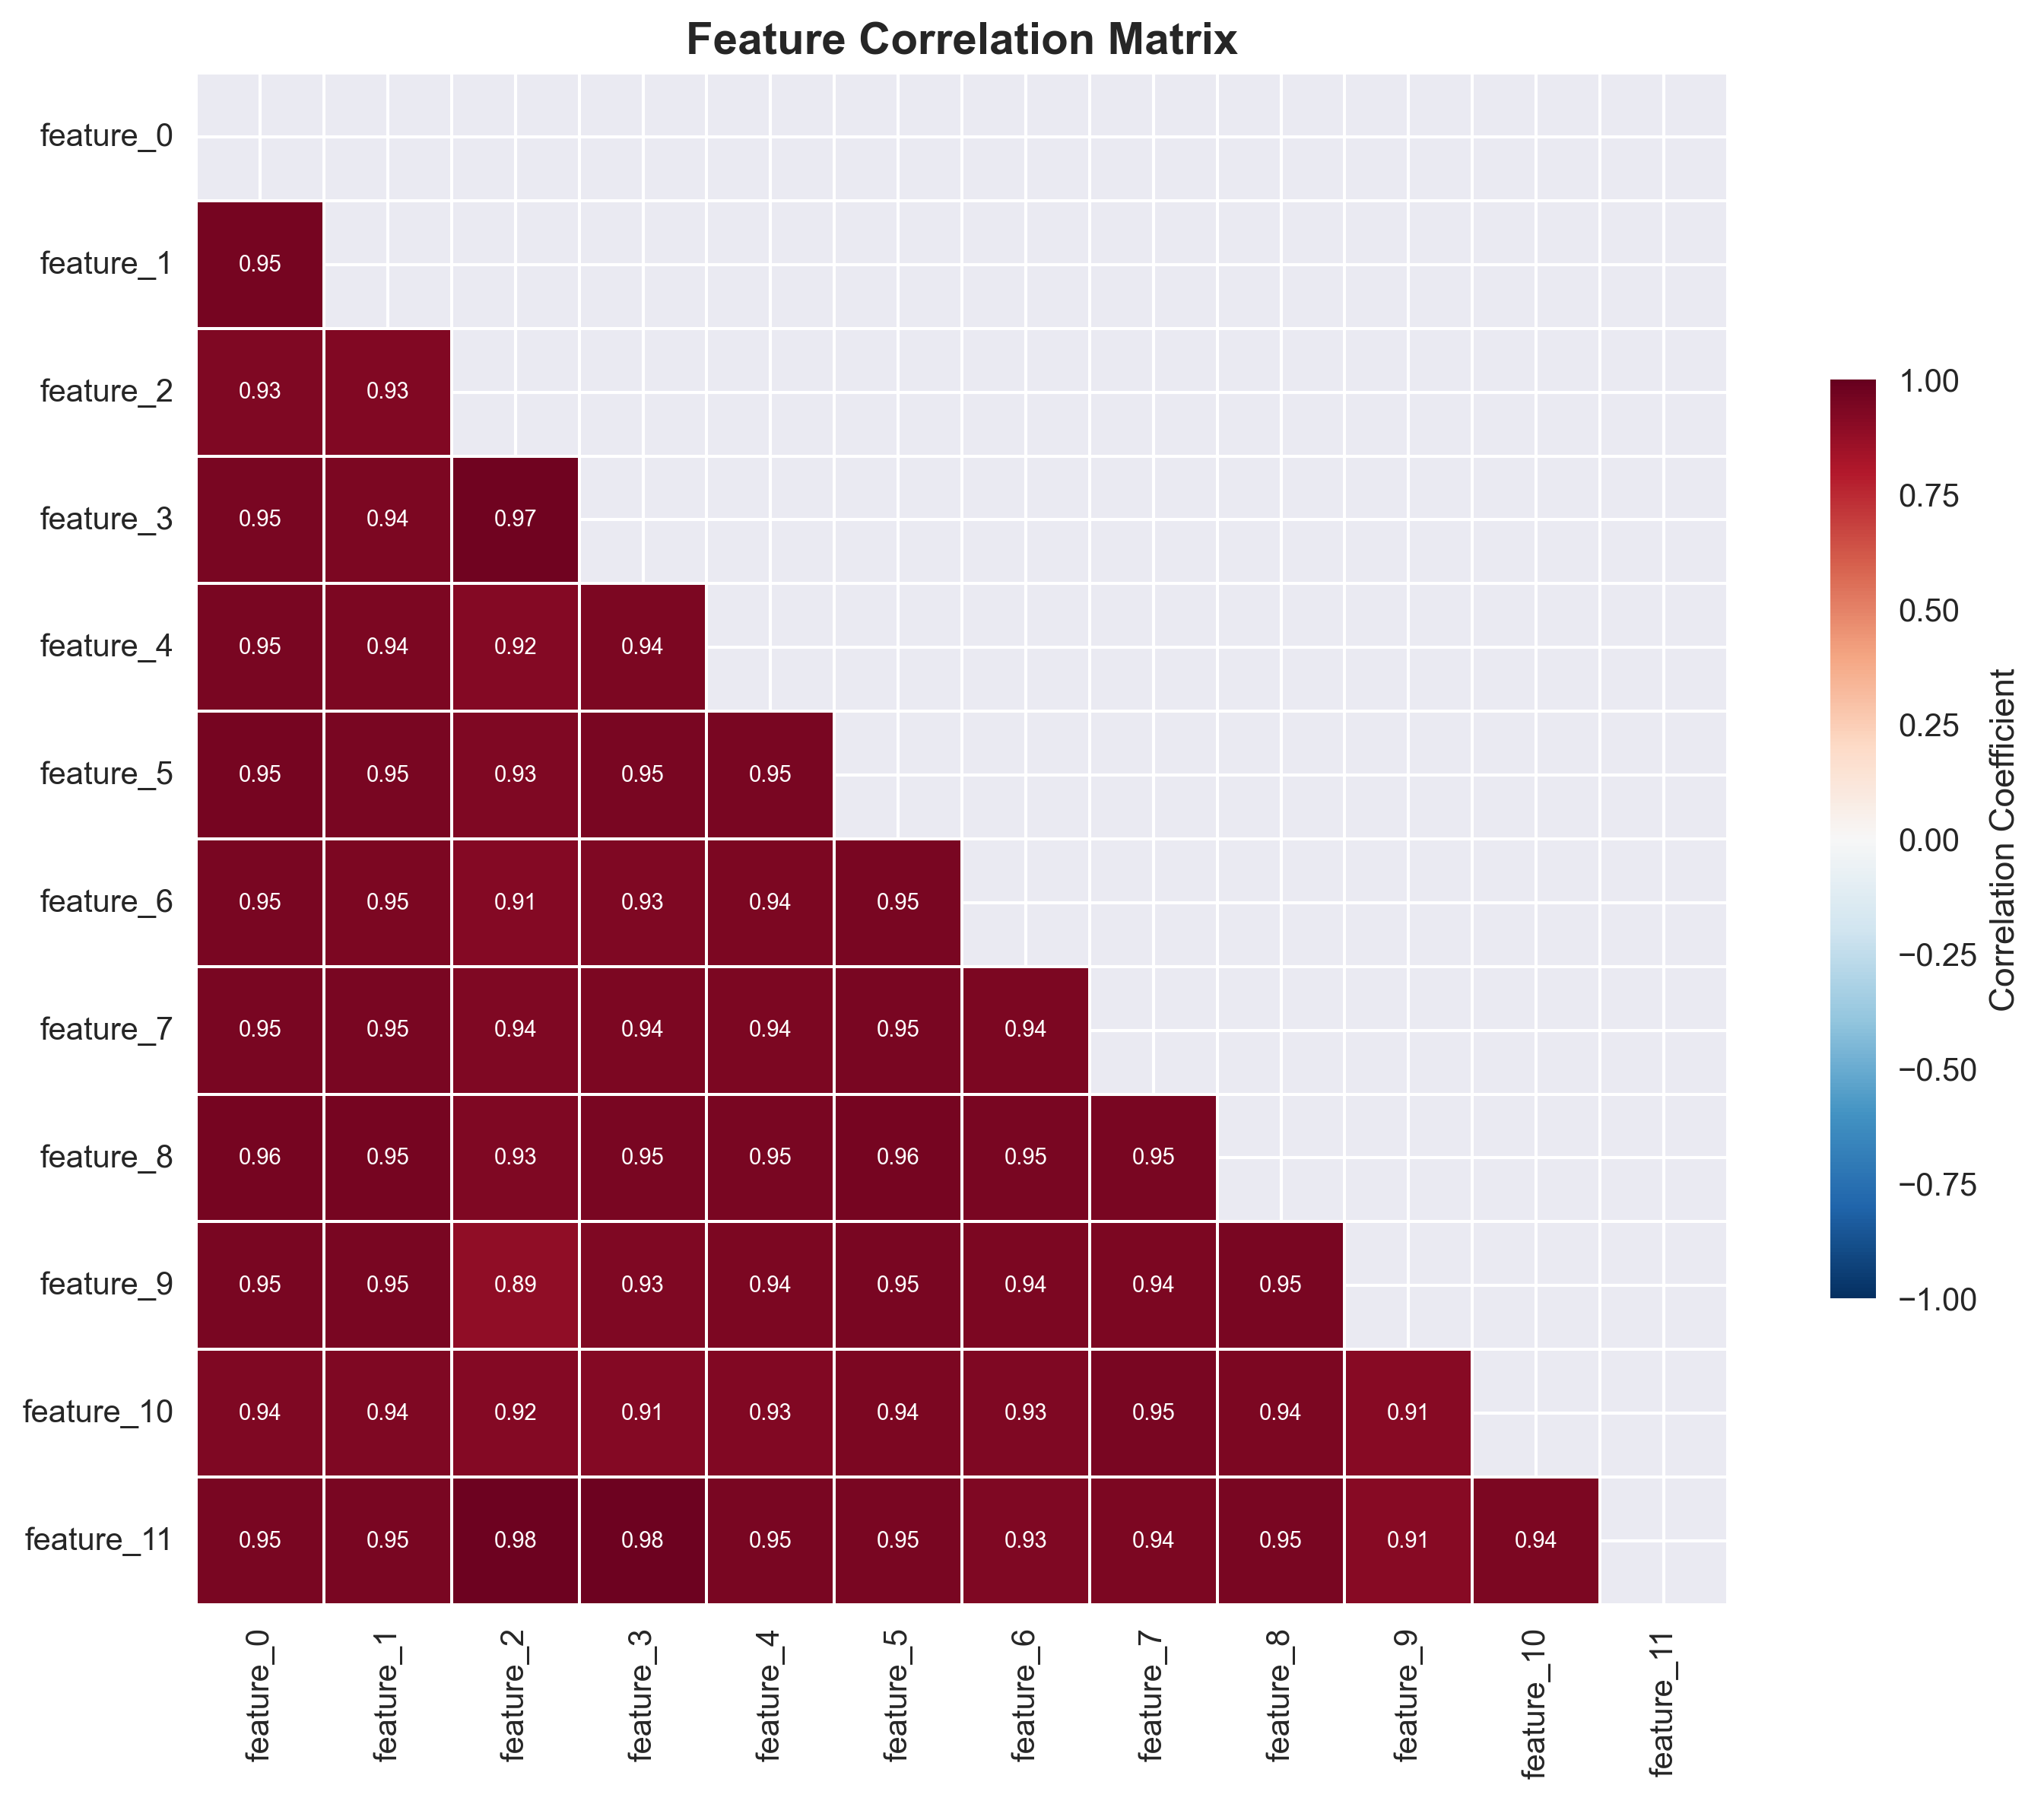 Feature Correlation Matrix
feature_0
feature_1 0.95
feature_2 0.93 0.93
feature_3 0.95 0.94 0.97
feature_4 0.95 0.94 0.92 0.94
feature_5 0.95 0.95 0.93 0.95 0.95
feature_6 0.95 0.95 0.91 0.93 0.94 0.95
feature_7 0.95 0.95 0.94 0.94 0.94 0.95 0.94
feature_8 0.96 0.95 0.93 0.95 0.95 0.96 0.95 0.95
feature_9 0.95 0.95 0.89 0.93 0.94 0.95 0.94 0.94 0.95
feature_10 0.94 0.94 0.92 0.91 0.93 0.94 0.93 0.95 0.94 0.91
feature_11 0.95 0.95 0.98 0.98 0.95 0.95 0.93 0.94 0.95 0.91 0.94
feature_0 feature_1 feature_2 feature_3 feature_4 feature_5 feature_6 feature_7 feature_8 feature_9 feature_10 feature_11
1.00
0.75
0.50
0.25
0.00
−0.25
−0.50
−0.75
−1.00
Correlation Coefficient